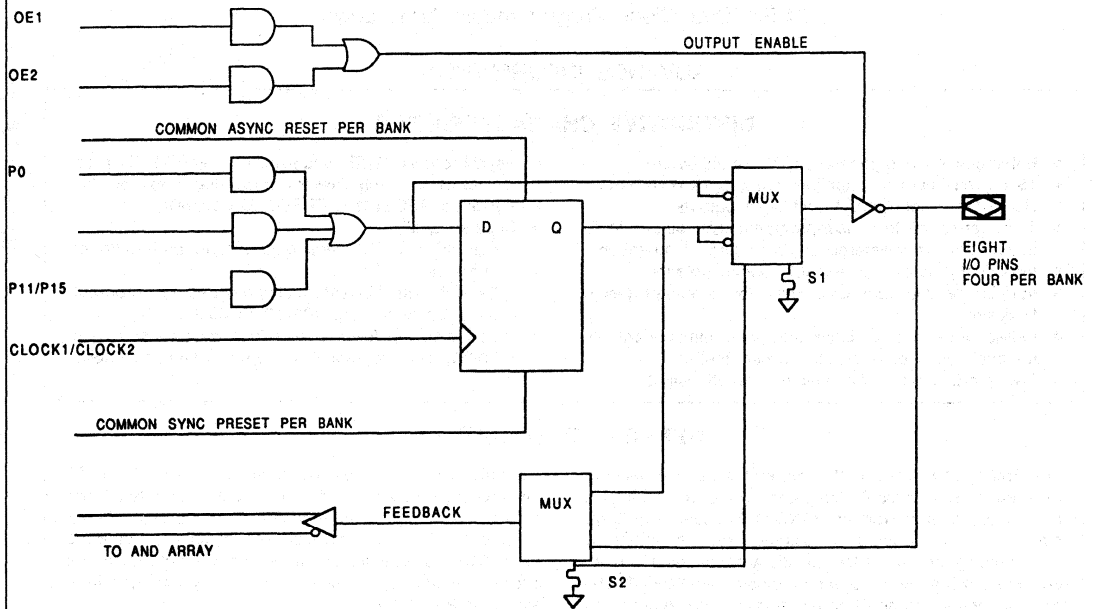 OE1
OUTPUT ENABLE
OE2
COMMON ASYNC RESET PER BANK
P0
MUX
D Q
EIGHT
I/O PINS
FOUR PER BANK
S1
P11/P15
CLOCK1/CLOCK2
COMMON SYNC PRESET PER BANK
MUX
FEEDBACK
TO AND ARRAY
S2